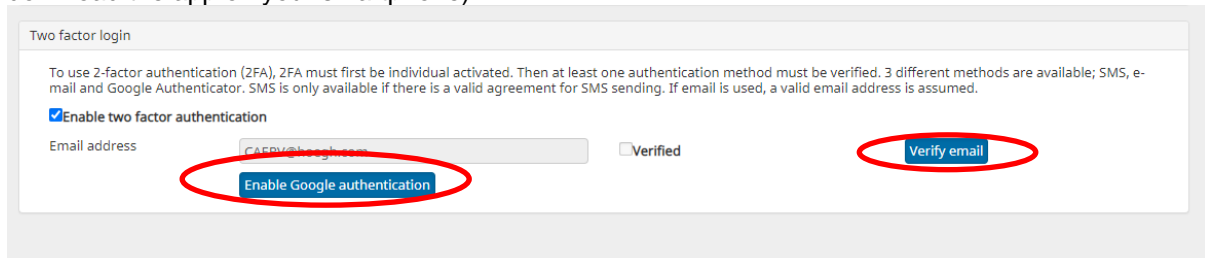 Two factor login
To use 2-factor authentication (2FA), 2FA must first be individual activated. Then at least one authentication method must be verified. 3 different methods are available; SMS, e-
mail and Google Authenticator. SMS is only available if there is a valid agreement for SMS sending. If email is used, a valid email address is assumed.
Enable two factor authentication
Email address Verified Verify email
Enable Google authentication